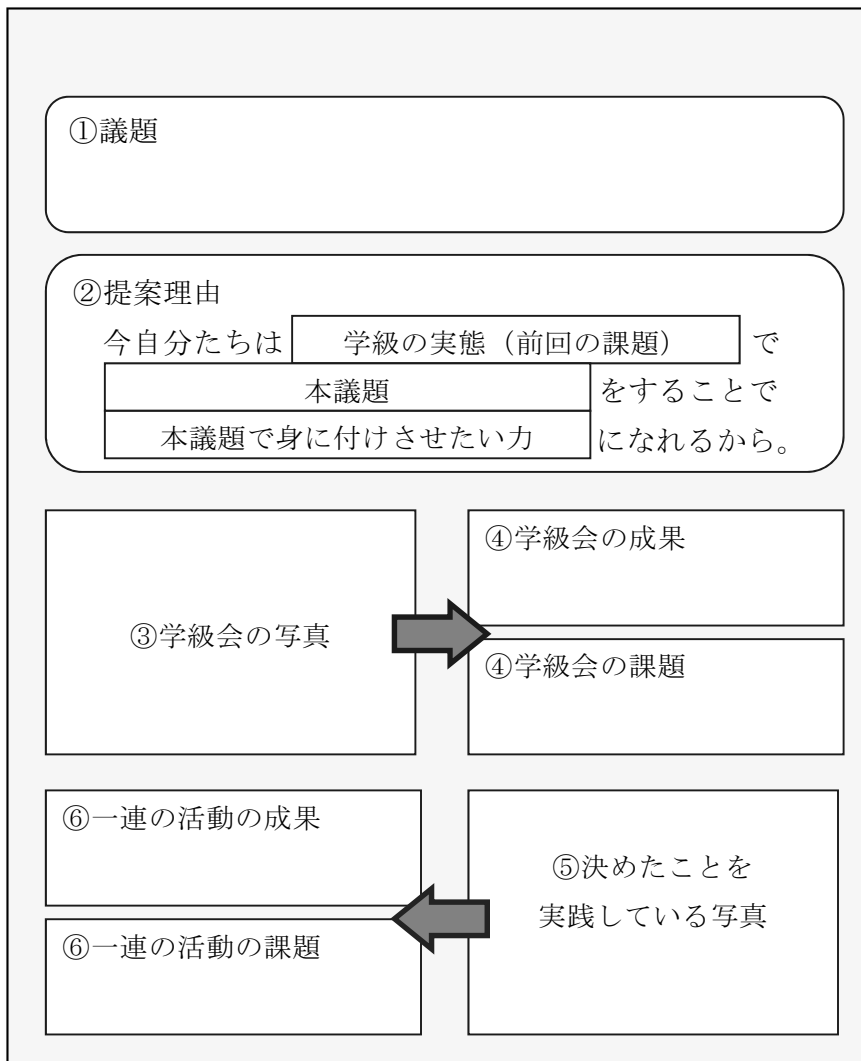 ①議題
②提案理由
今自分たちは 学級の実態（前回の課題） で
本議題 をすることで
本議題で身に付けさせたい力 になれるから。
③学級会の写真
④学級会の成果
④学級会の課題
⑤決めたことを
実践している写真
⑥一連の活動の成果
⑥一連の活動の課題